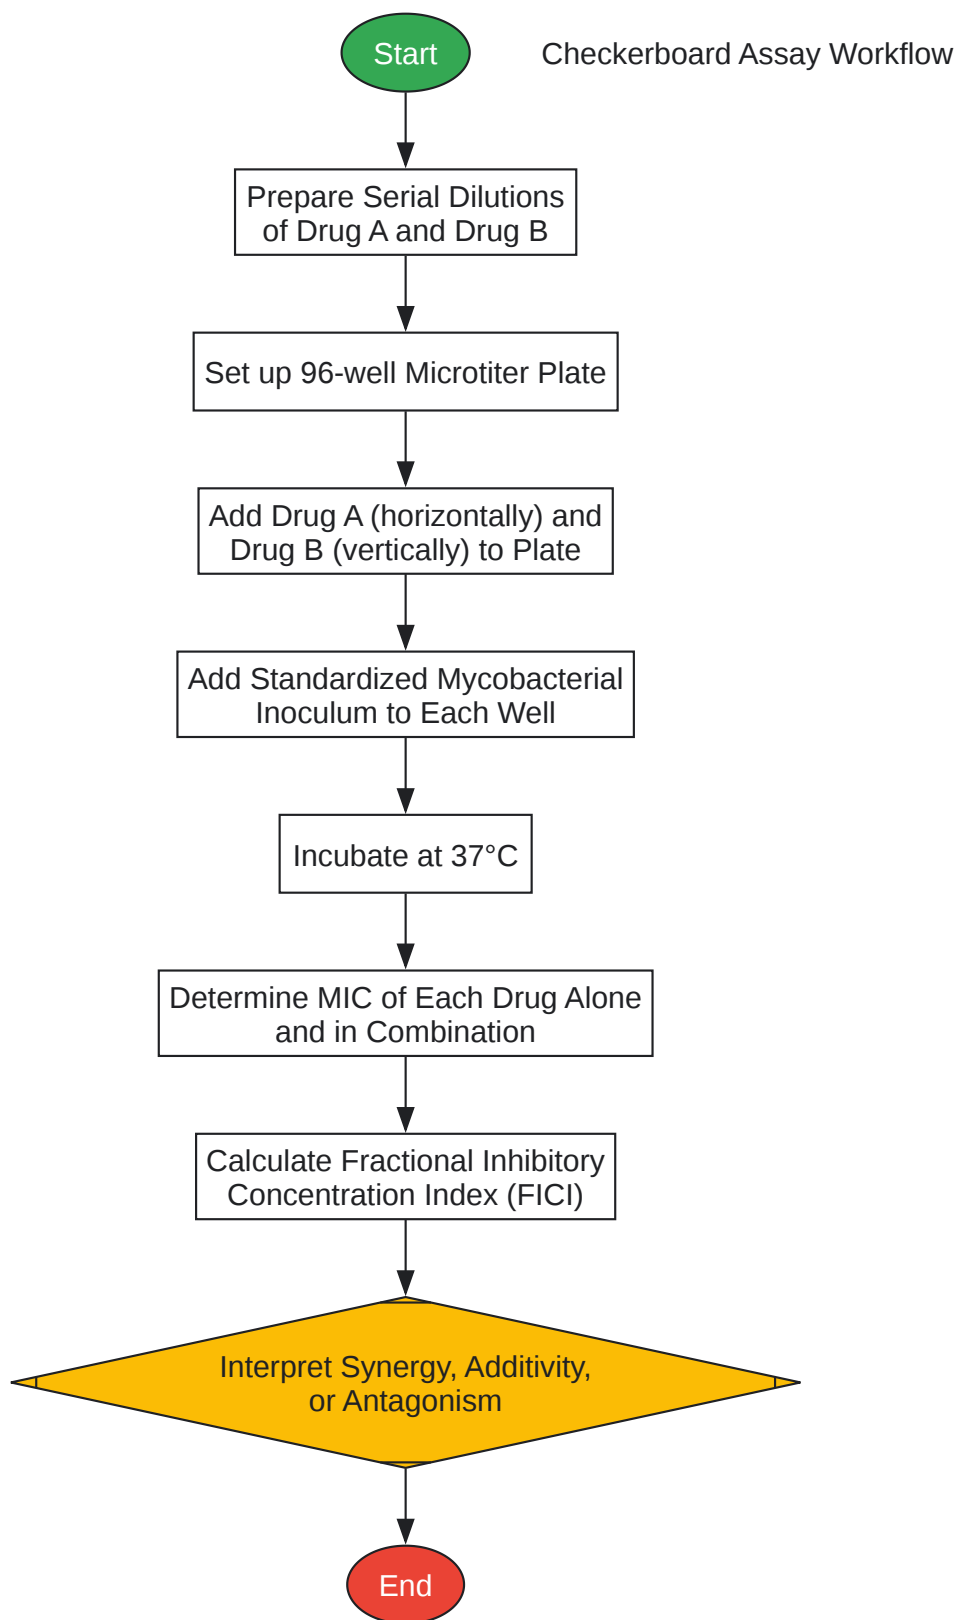 Start
Checkerboard Assay Workflow
Prepare Serial Dilutions
of Drug A and Drug B
Set up 96-well Microtiter Plate
Add Drug A (horizontally) and
Drug B (vertically) to Plate
Add Standardized Mycobacterial
Inoculum to Each Well
Incubate at 37°C
Determine MIC of Each Drug Alone
and in Combination
Calculate Fractional Inhibitory
Concentration Index (FICI)
Interpret Synergy, Additivity,
or Antagonism
End